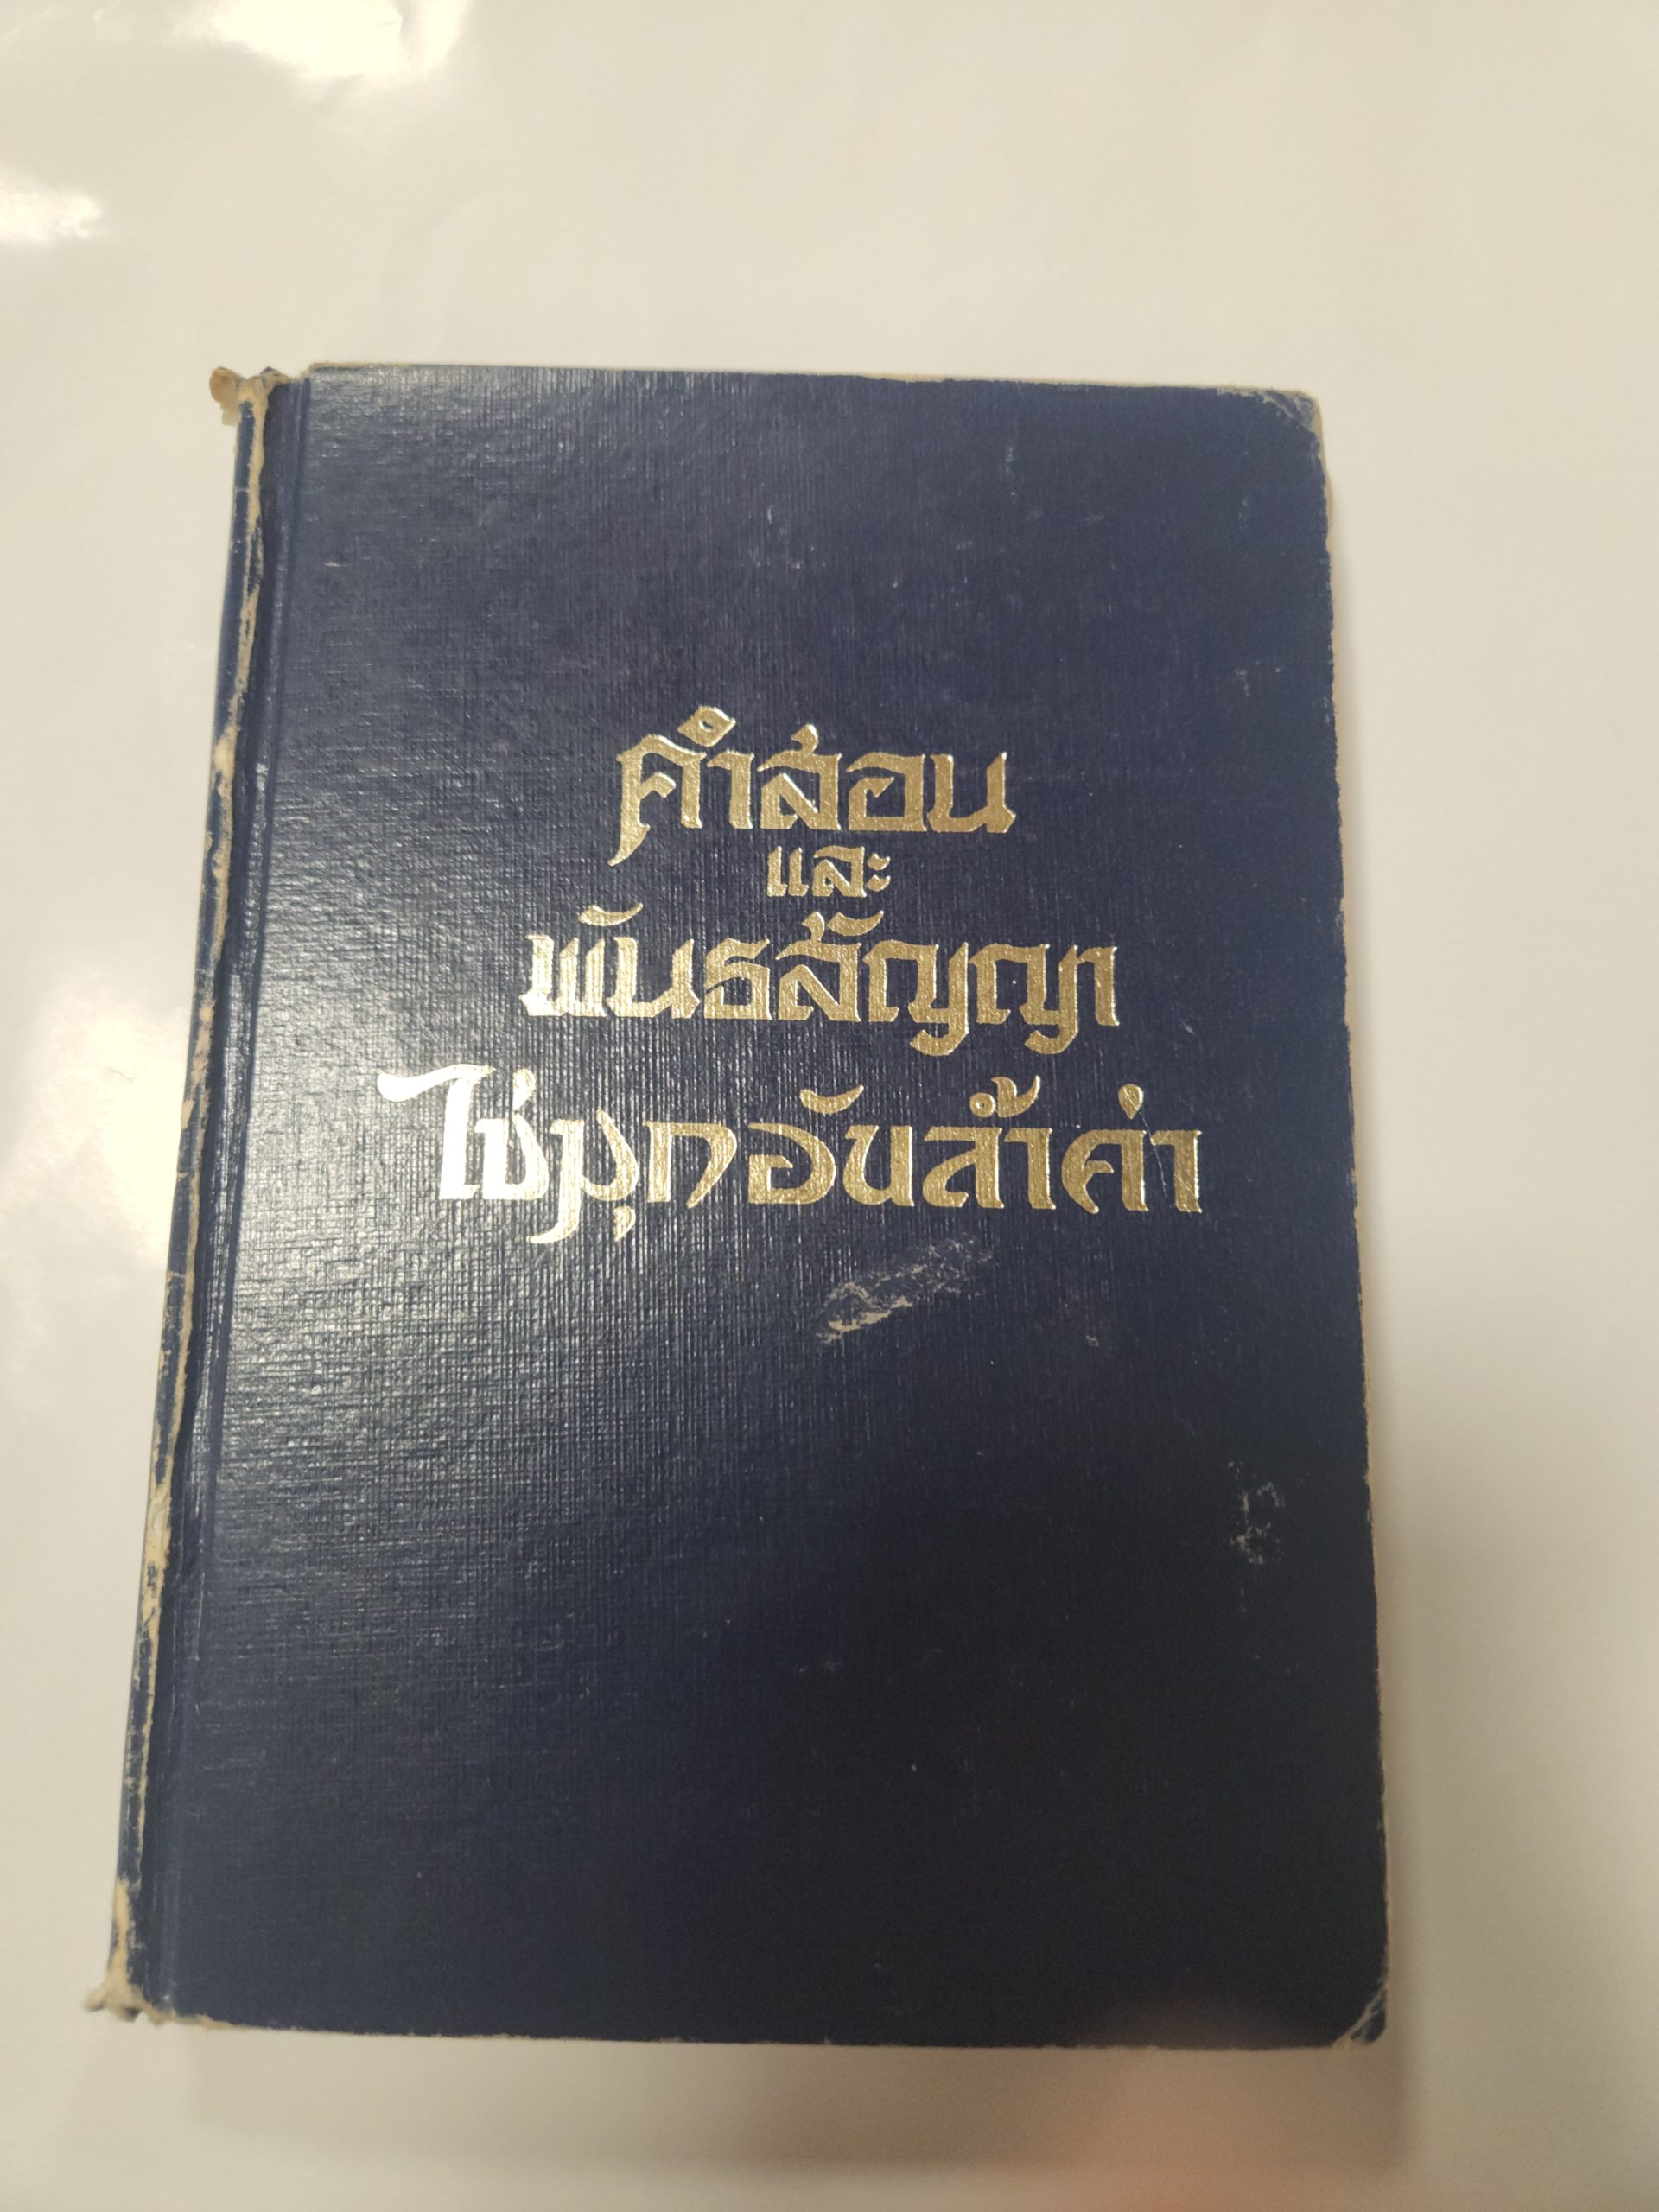 คำสอน
และ
พันธสัญญา
ไข่มุกอันล้ำค่า